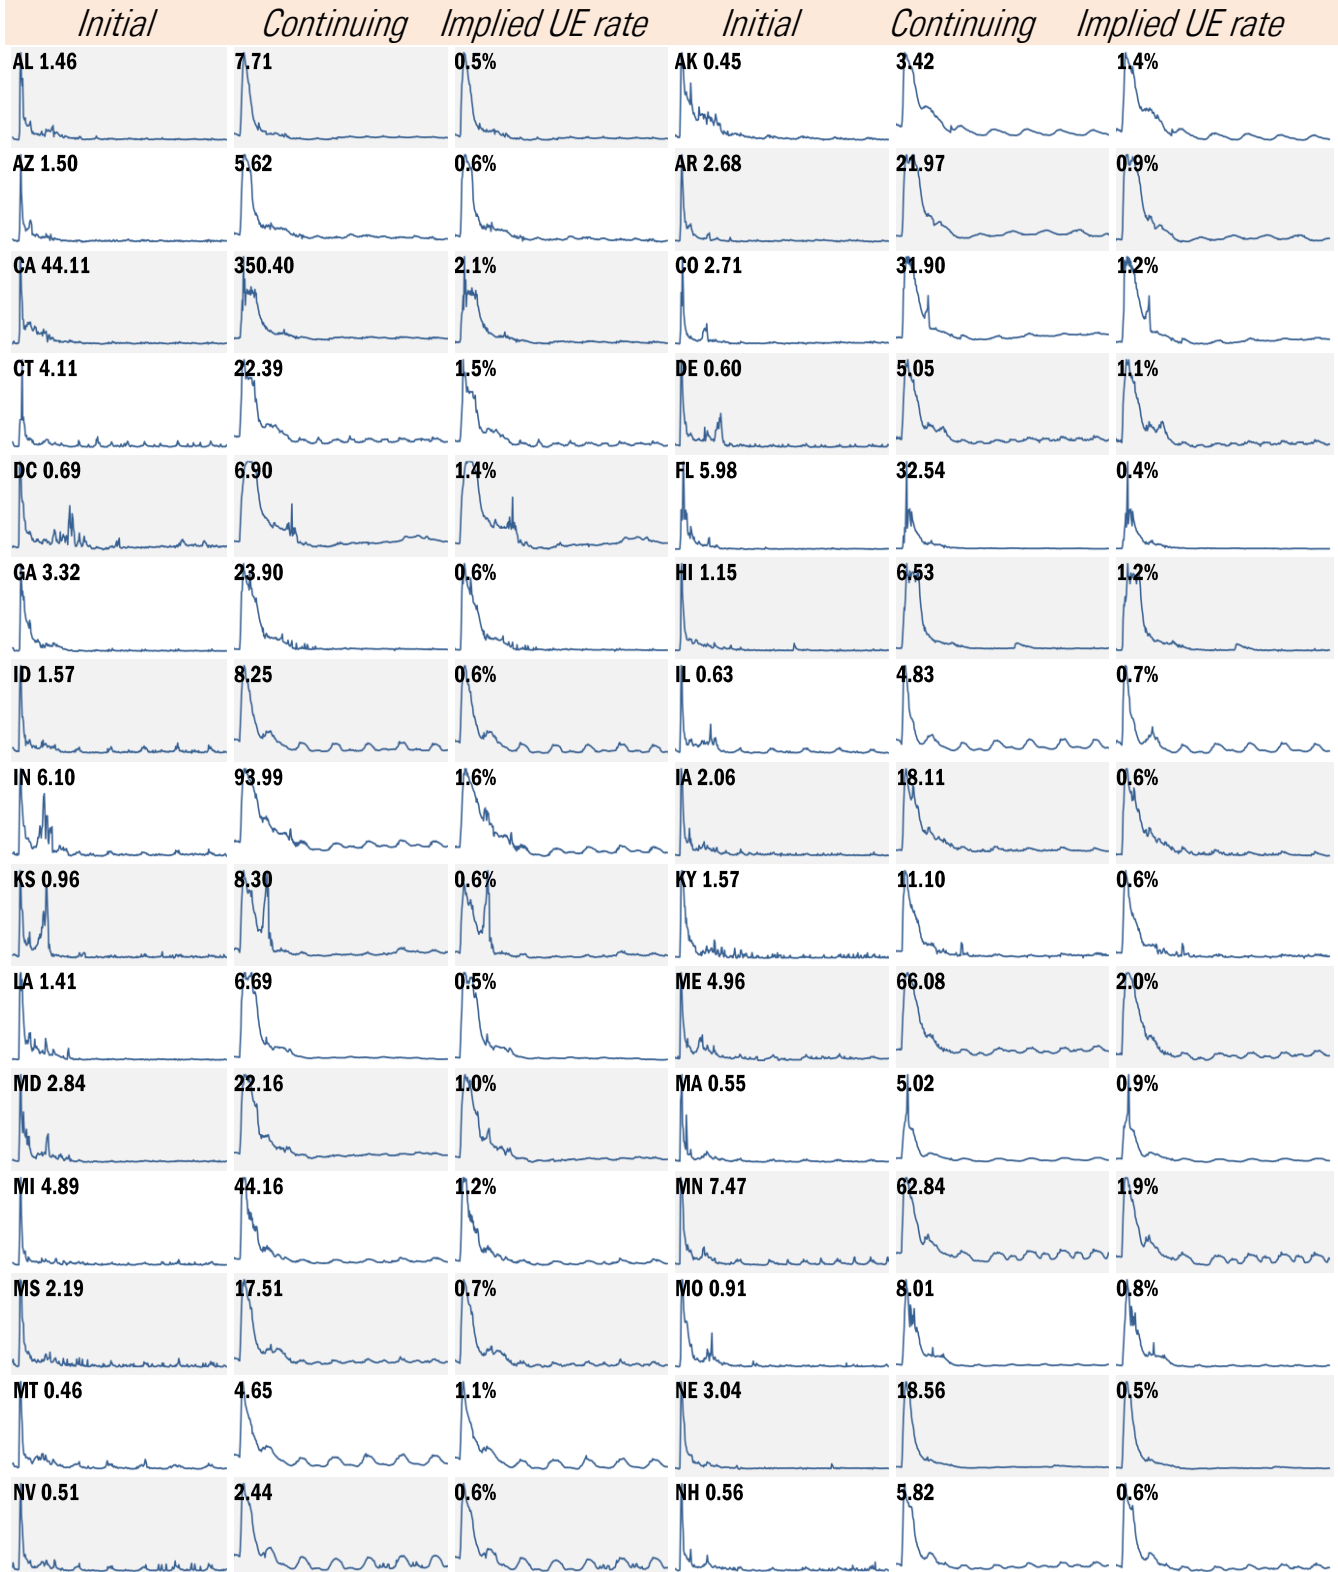 Initial Continuing Implied UE rate Initial Continuing Implied UE rate
AL 1.46 7.71 0.5% AK 0.45 3.42 1.4%
AZ 1.50 5.62 0.6% AR 2.68 21.97 0.9%
CA 44.11 350.40 2.1% CO 2.71 31.90 1.2%
CT 4.11 22.39 1.5% DE 0.60 5.05 1.1%
DC 0.69 6.90 1.4% FL 5.98 32.54 0.4%
GA 3.32 23.90 0.6% HI 1.15 6.53 1.2%
ID 1.57 8.25 0.6% IL 0.63 4.83 0.7%
IN 6.10 93.99 1.6% IA 2.06 18.11 0.6%
KS 0.96 8.30 0.6% KY 1.57 11.10 0.6%
LA 1.41 6.69 0.5% ME 4.96 66.08 2.0%
MD 2.84 22.16 1.0% MA 0.55 5.02 0.9%
MI 4.89 44.16 1.2% MN 7.47 62.84 1.9%
MS 2.19 17.51 0.7% MO 0.91 8.01 0.8%
MT 0.46 4.65 1.1% NE 3.04 18.56 0.5%
NV 0.51 2.44 0.6% NH 0.56 5.82 0.6%